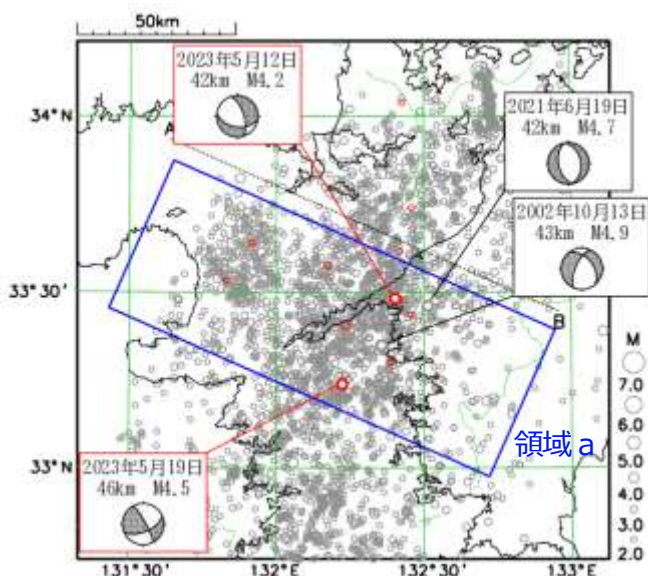 50km
2023年5月12日
42km M4.2
34°N
2021年6月19日
42km M4.7
A
2002年10月13日
43km M4.9
33°30'
B
M
7.0
6.0
5.0
4.0
3.0
2.0
領域a
33°N
2023年5月19日
46km M4.5
131°30'
132°E
132°30'
133°E